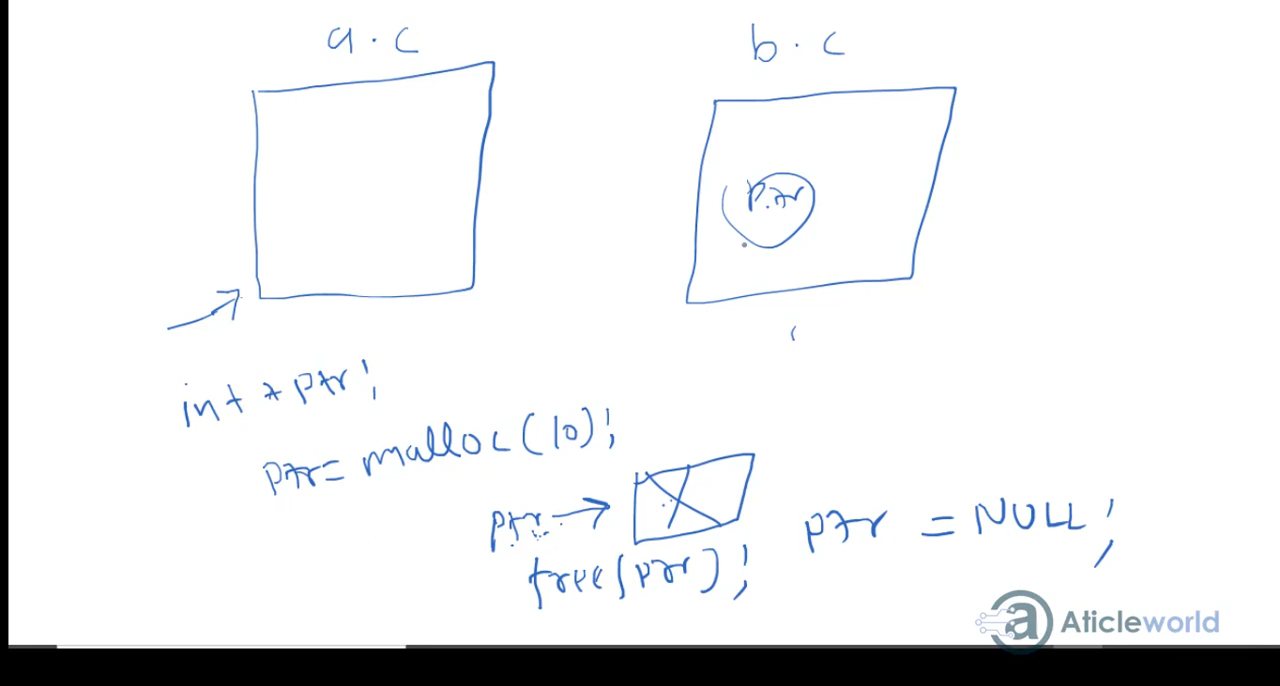 a.c
b.c
ptr
int *ptr;
ptr= malloc(10);
ptr
free(ptr);
ptr = NULL;
a Aticleworld